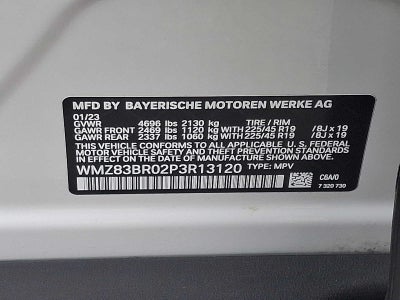 MFD BY BAYERISCHE MOTOREN WERKE AG
01/23
GVWR 4696 lbs 2130 kg TIRE / RIM
GAWR FRONT 2469 lbs 1120 kg WITH 225/45 R19 /8J x 19
GAWR REAR 2337 lbs 1060 kg WITH 225/45 R19 /8J x 19
THIS VEHICLE CONFORMS TO ALL APPLICABLE U. S. FEDERAL
MOTOR VEHICLE SAFETY, BUMPER, AND THEFT PREVENTION
STANDARDS IN EFFECT ON THE DATE OF MANUFACTURE
SHOWN ABOVE.
WMZ83BR02P3R13120 TYPE: MPV
C6A/0
7 329 730